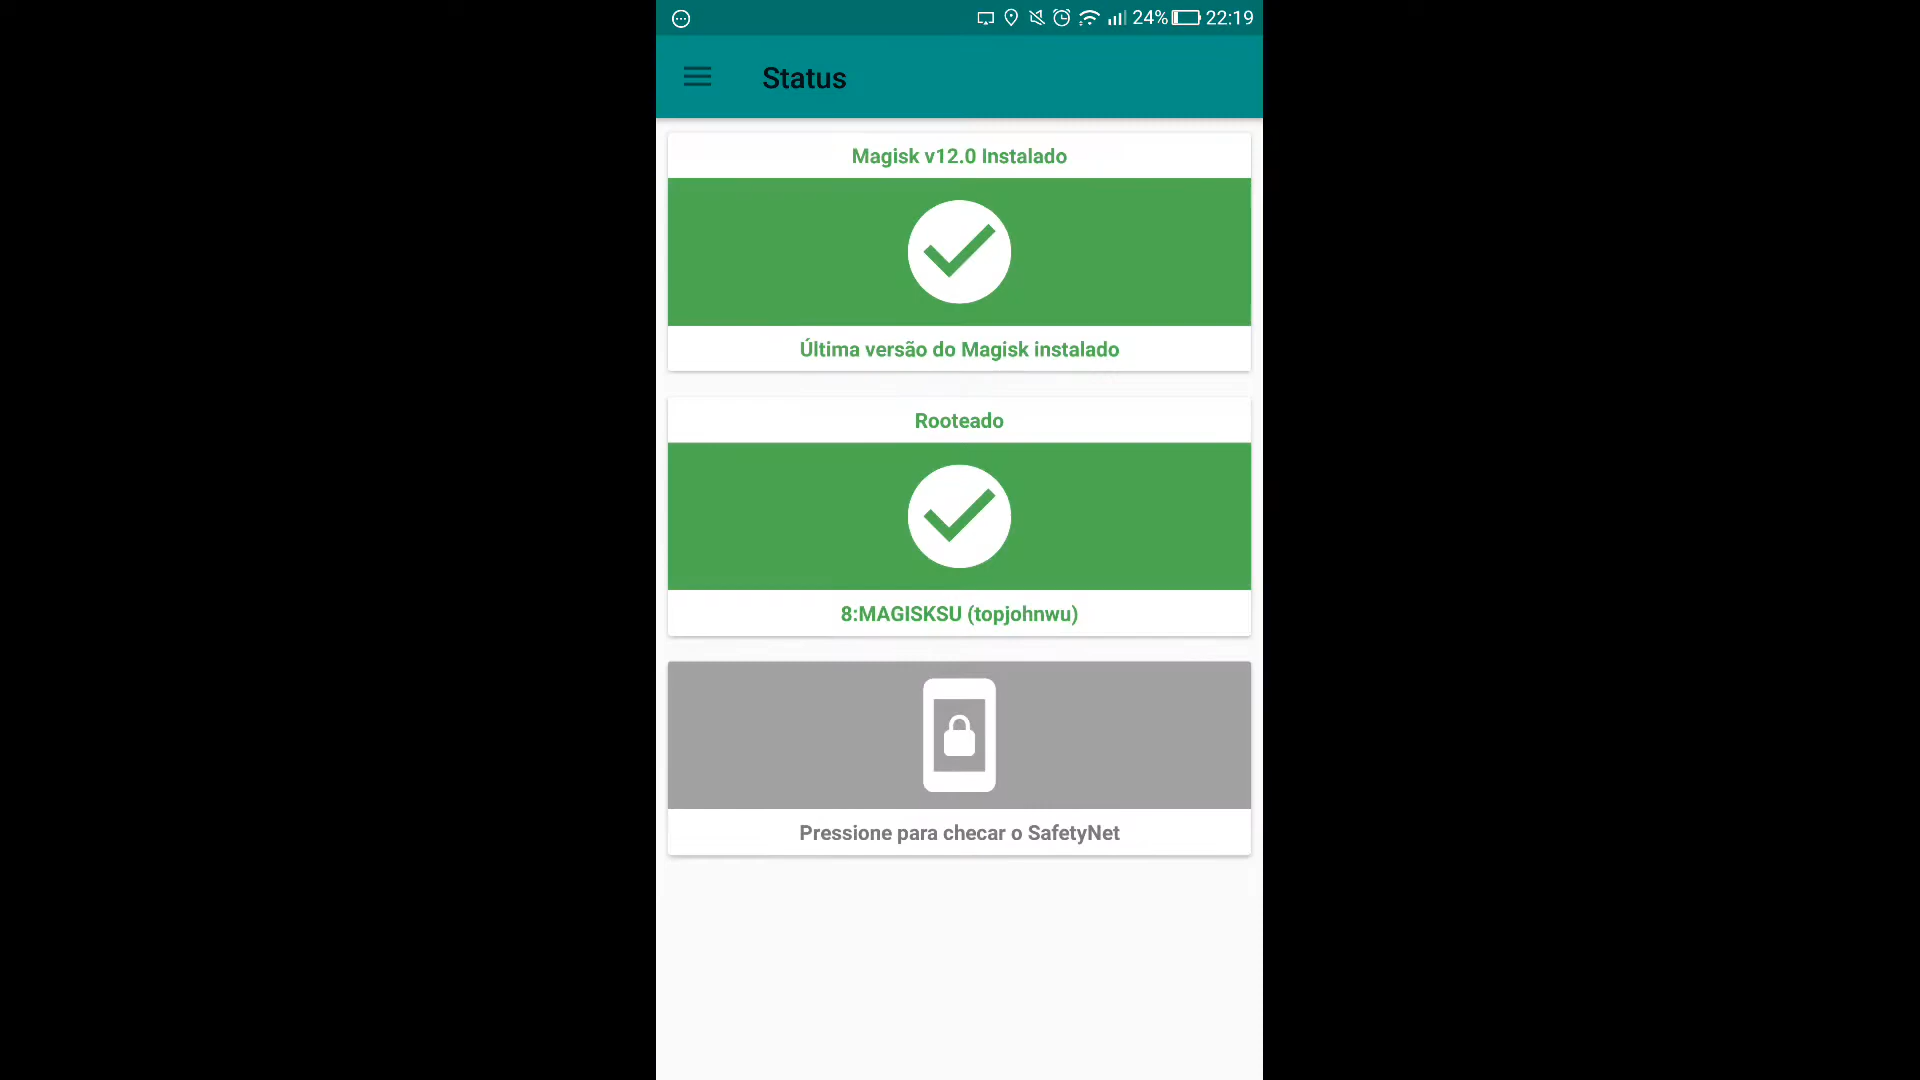 24% 22:19
Status
Magisk v12.0 Instalado
Última versão do Magisk instalado
Rooteado
8:MAGISKSU (topjohnwu)
Pressione para checar o SafetyNet